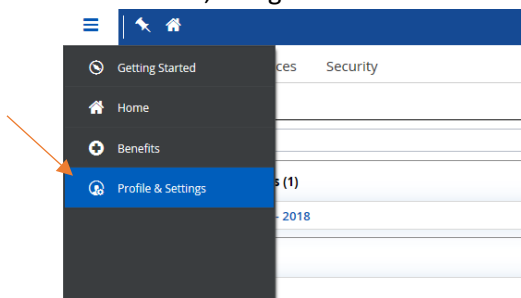 Getting Started
ces Security
Home
Benefits
Profile & Settings
s (1)
- 2018